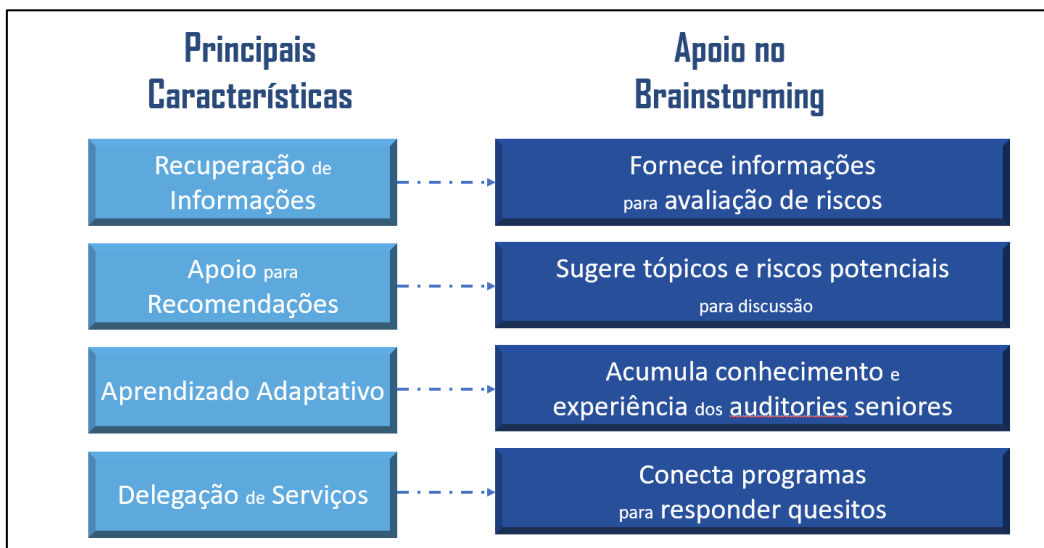 Principais
Características
Apoio no
Brainstorming
Recuperação de
Informações
Fornece informações
para avaliação de riscos
Apoio para
Recomendações
Sugere tópicos e riscos potenciais
para discussão
Aprendizado Adaptativo
Acumula conhecimento e
experiência dos auditories seniores
Delegação de Serviços
Conecta programas
para responder quesitos